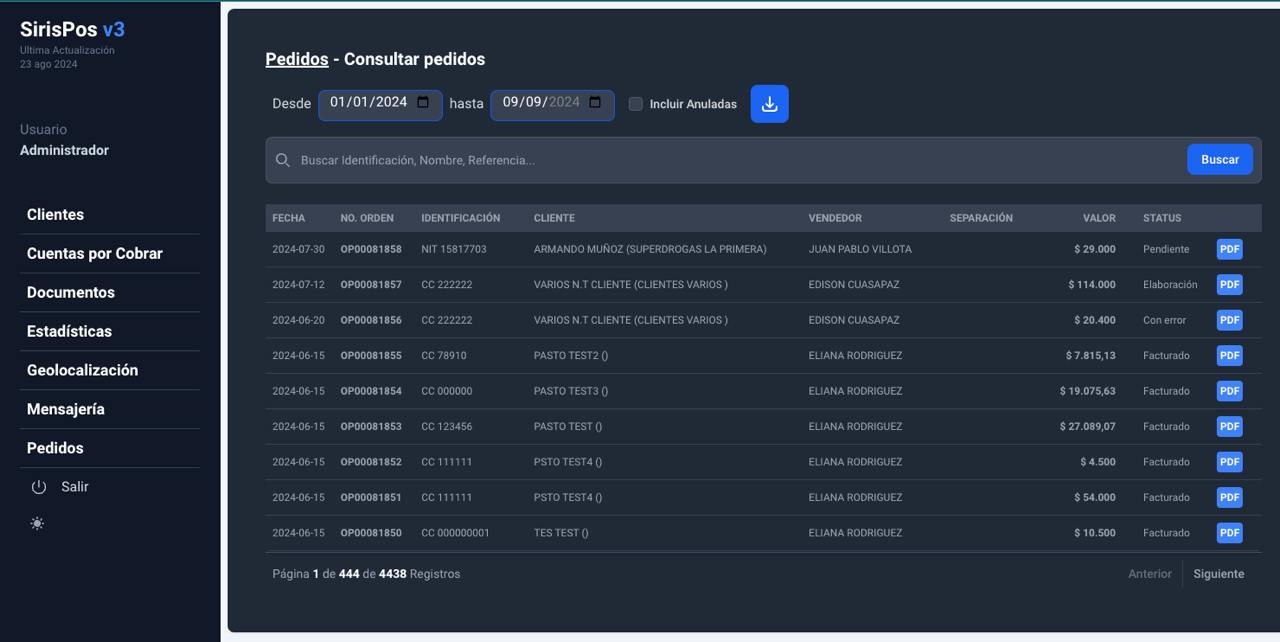 SirisPos v3
Ultima Actualización
23 ago 2024
Usuario
Administrador
Clientes
Cuentas por Cobrar
Documentos
Estadísticas
Geolocalización
Mensajería
Pedidos
Salir
Pedidos - Consultar pedidos
Desde 01/01/2024 hasta 09/09/2024 Incluir Anuladas
Buscar Identificación, Nombre, Referencia... Buscar
FECHA NO. ORDEN IDENTIFICACIÓN CLIENTE VENDEDOR SEPARACIÓN VALOR STATUS
2024-07-30 OP00081858 NIT 15817703 ARMANDO MUÑOZ (SUPERDROGAS LA PRIMERA) JUAN PABLO VILLOTA $ 29.000 Pendiente PDF
2024-07-12 OP00081857 CC 222222 VARIOS N.T CLIENTE (CLIENTES VARIOS ) EDISON CUASAPAZ $ 114.000 Elaboración PDF
2024-06-20 OP00081856 CC 222222 VARIOS N.T CLIENTE (CLIENTES VARIOS ) EDISON CUASAPAZ $ 20.400 Con error PDF
2024-06-15 OP00081855 CC 78910 PASTO TEST2 () ELIANA RODRIGUEZ $ 7.815,13 Facturado PDF
2024-06-15 OP00081854 CC 000000 PASTO TEST3 () ELIANA RODRIGUEZ $ 19.075,63 Facturado PDF
2024-06-15 OP00081853 CC 123456 PASTO TEST () ELIANA RODRIGUEZ $ 27.089,07 Facturado PDF
2024-06-15 OP00081852 CC 111111 PSTO TEST4 () ELIANA RODRIGUEZ $ 4.500 Facturado PDF
2024-06-15 OP00081851 CC 111111 PSTO TEST4 () ELIANA RODRIGUEZ $ 54.000 Facturado PDF
2024-06-15 OP00081850 CC 000000001 TES TEST () ELIANA RODRIGUEZ $ 10.500 Facturado PDF
Página 1 de 444 de 4438 Registros Anterior Siguiente